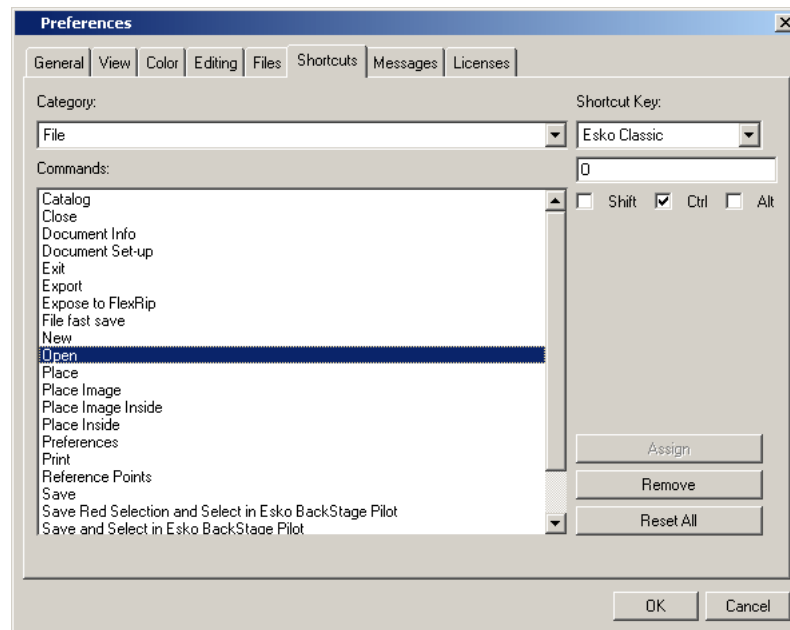 Preferences
General View Color Editing Files Shortcuts Messages Licenses
Category: Shortcut Key:
File Esko Classic
Commands: O
Shift Ctrl Alt
Catalog
Close
Document Info
Document Set-up
Exit
Export
Expose to FlexRip
File fast save
New
Open
Place
Place Image
Place Image Inside
Place Inside
Preferences
Print
Reference Points
Save
Save Red Selection and Select in Esko BackStage Pilot
Save and Select in Esko BackStage Pilot
Assign
Remove
Reset All
OK Cancel